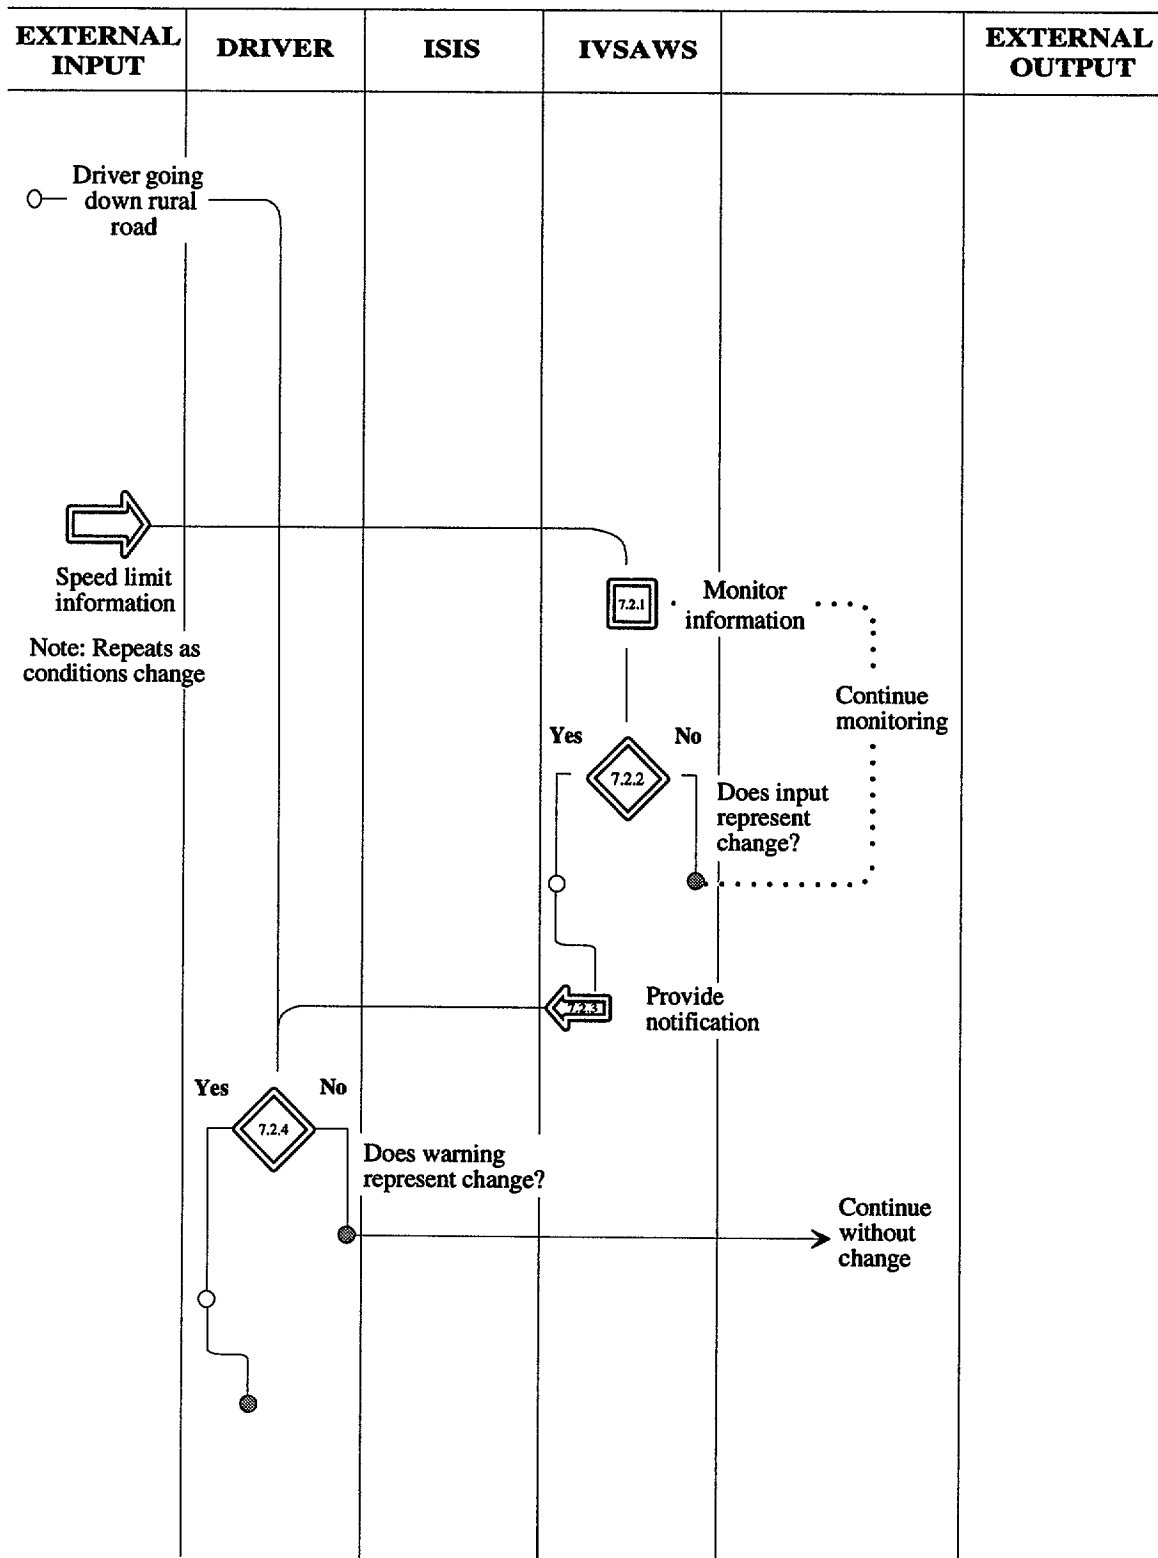 EXTERNAL INPUT
DRIVER
ISIS
IVSAWS
EXTERNAL OUTPUT
Driver going
down rural
road
Speed limit
information
Note: Repeats as
conditions change
7.2.1
Monitor
information
Continue
monitoring
Yes
No
7.2.2
Does input
represent
change?
7.2.3
Provide
notification
Yes
No
7.2.4
Does warning
represent change?
Continue
without
change